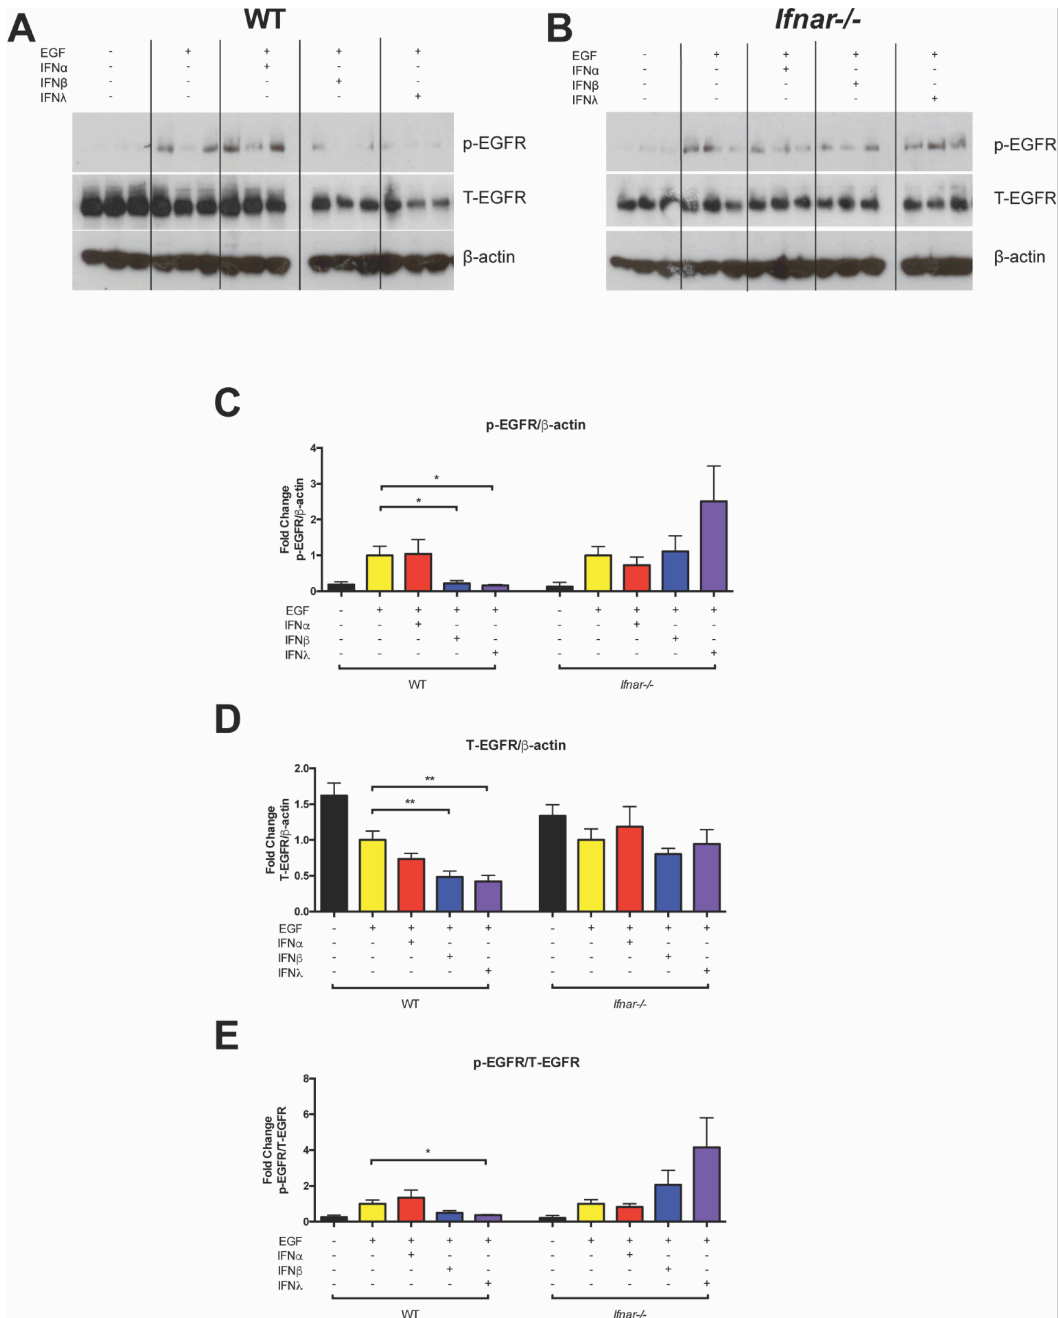 A
WT
EGF - + + + +
IFNα - - + - -
IFNβ - - - + -
IFNλ - - - - +
p-EGFR
T-EGFR
β-actin
B
Ifnar-/-
EGF - + + + +
IFNα - - + - -
IFNβ - - - + -
IFNλ - - - - +
p-EGFR
T-EGFR
β-actin
C
p-EGFR/β-actin
Fold Change
p-EGFR/β-actin
4
3
2
1
0
*
*
EGF - + + + + - + + + +
IFNα - - + - - - - + - -
IFNβ - - - + - - - - + -
IFNλ - - - - + - - - - +
WT Ifnar-/-
D
T-EGFR/β-actin
Fold Change
T-EGFR/β-actin
2.0
1.5
1.0
0.5
0.0
**
**
EGF - + + + + - + + + +
IFNα - - + - - - - + - -
IFNβ - - - + - - - - + -
IFNλ - - - - + - - - - +
WT Ifnar-/-
E
p-EGFR/T-EGFR
Fold Change
p-EGFR/T-EGFR
8
6
4
2
0
*
EGF - + + + + - + + + +
IFNα - - + - - - - + - -
IFNβ - - - + - - - - + -
IFNλ - - - - + - - - - +
WT Ifnar-/-